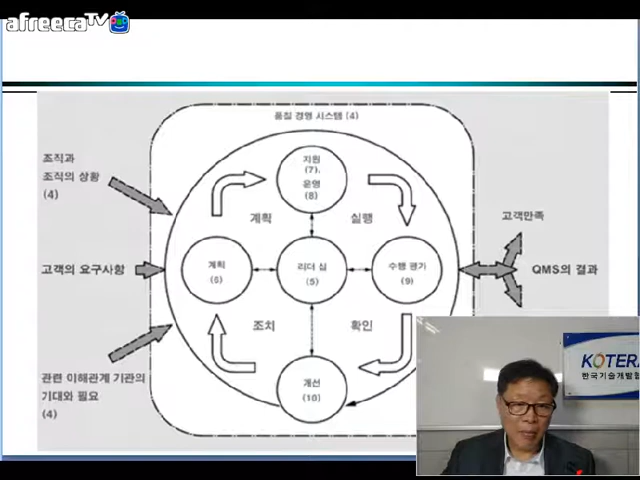 afreecaTV
품질 경영 시스템 (4)
조직과
조직의 상황
(4)
고객의 요구사항
관련 이해관계 기관의
기대와 필요
(4)
지원
(7),
운영
(8)
계획
실행
계획
(6)
리더 십
(5)
수행 평가
(9)
조치
확인
개선
(10)
고객만족
QMS의 결과
KOTERA
한국기술개발협